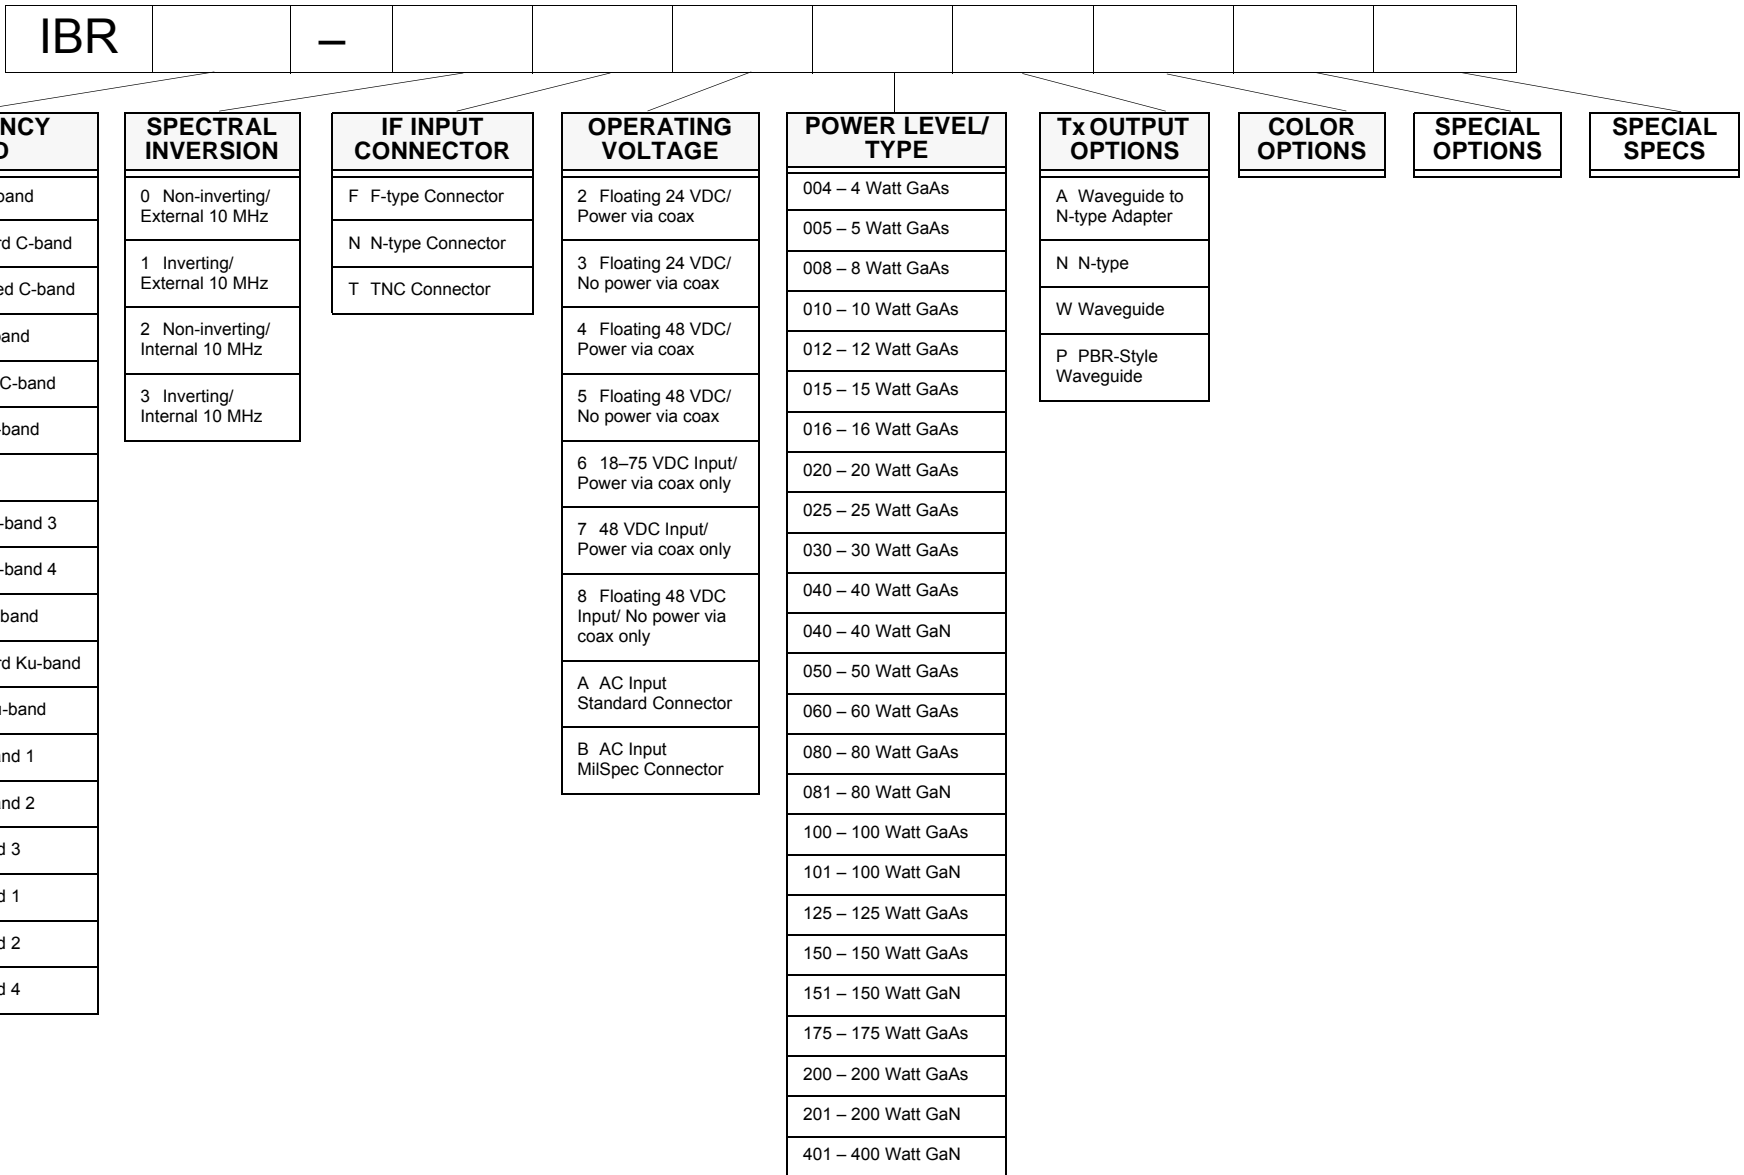 IBR –
NCY
SPECTRAL
INVERSION
0 Non-inverting/
External 10 MHz
1 Inverting/
External 10 MHz
2 Non-inverting/
Internal 10 MHz
3 Inverting/
Internal 10 MHz
IF INPUT
CONNECTOR
F F-type Connector
N N-type Connector
T TNC Connector
OPERATING
VOLTAGE
2 Floating 24 VDC/
Power via coax
3 Floating 24 VDC/
No power via coax
4 Floating 48 VDC/
Power via coax
5 Floating 48 VDC/
No power via coax
6 18–75 VDC Input/
Power via coax only
7 48 VDC Input/
Power via coax only
8 Floating 48 VDC
Input/ No power via
coax only
A AC Input
Standard Connector
B AC Input
MilSpec Connector
POWER LEVEL/
TYPE
004 – 4 Watt GaAs
005 – 5 Watt GaAs
008 – 8 Watt GaAs
010 – 10 Watt GaAs
012 – 12 Watt GaAs
015 – 15 Watt GaAs
016 – 16 Watt GaAs
020 – 20 Watt GaAs
025 – 25 Watt GaAs
030 – 30 Watt GaAs
040 – 40 Watt GaAs
040 – 40 Watt GaN
050 – 50 Watt GaAs
060 – 60 Watt GaAs
080 – 80 Watt GaAs
081 – 80 Watt GaN
100 – 100 Watt GaAs
101 – 100 Watt GaN
125 – 125 Watt GaAs
150 – 150 Watt GaAs
151 – 150 Watt GaN
175 – 175 Watt GaAs
200 – 200 Watt GaAs
201 – 200 Watt GaN
401 – 400 Watt GaN
Tx OUTPUT
OPTIONS
A Waveguide to
N-type Adapter
N N-type
W Waveguide
P PBR-Style
Waveguide
COLOR
OPTIONS
SPECIAL
OPTIONS
SPECIAL
SPECS
band
C-band
C-band
C-band
band
band 3
band 4
band
Ku-band
band
1
2
3
1
2
4